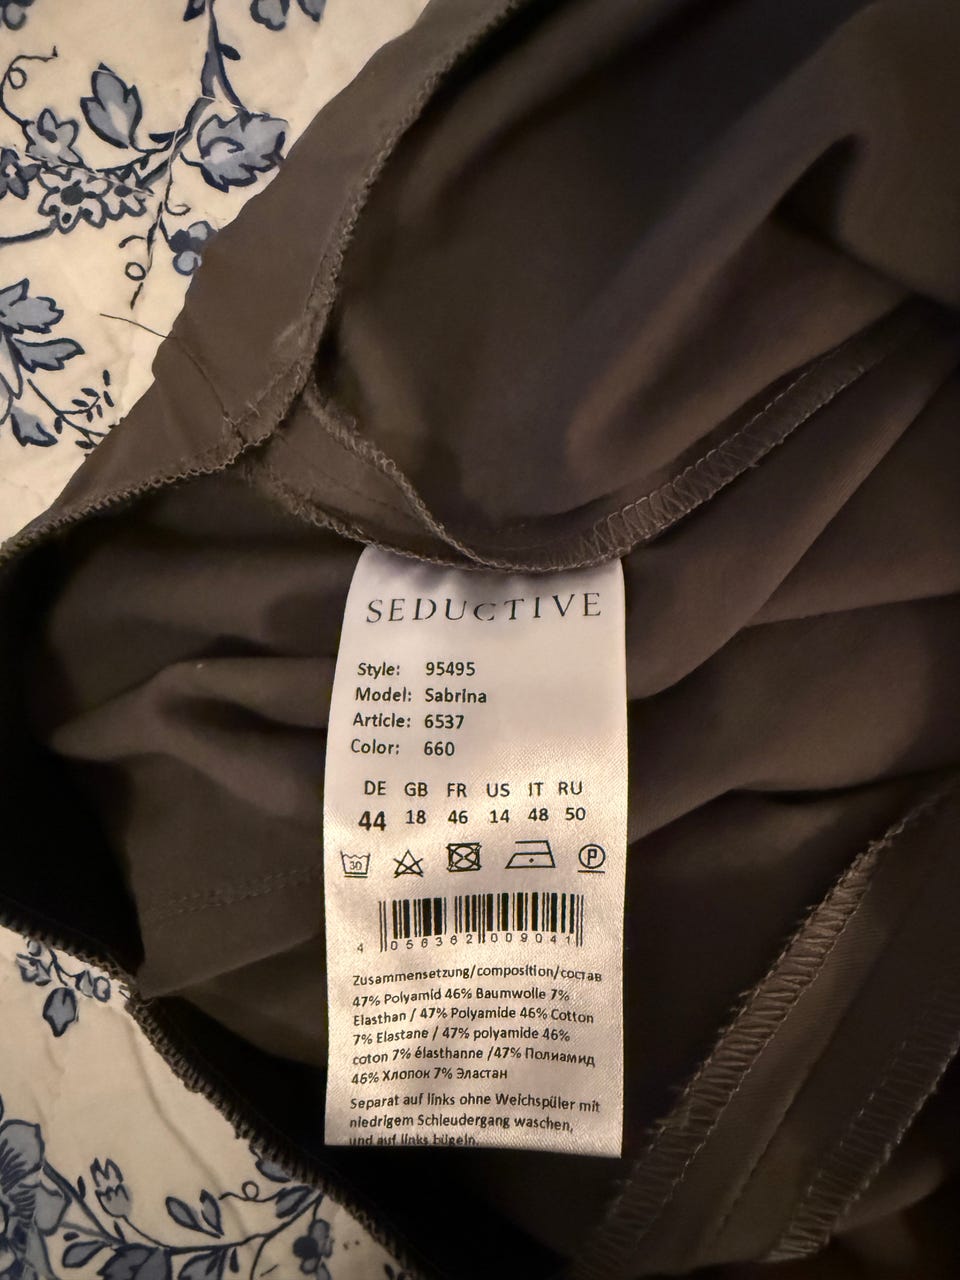 SEDUCTIVE
Style: 95495
Model: Sabrina
Article: 6537
Color: 660
DE GB FR US IT RU
44 18 46 14 48 50
30 P
4 056362 009041
Zusammensetzung/composition/состав
47% Polyamid 46% Baumwolle 7%
Elasthan / 47% Polyamide 46% Cotton
7% Elastane / 47% polyamide 46%
coton 7% élasthanne /47% Полиамид
46% Хлопок 7% Эластан
Separat auf links ohne Weichspüler mit
niedrigem Schleudergang waschen,
und auf links bügeln.